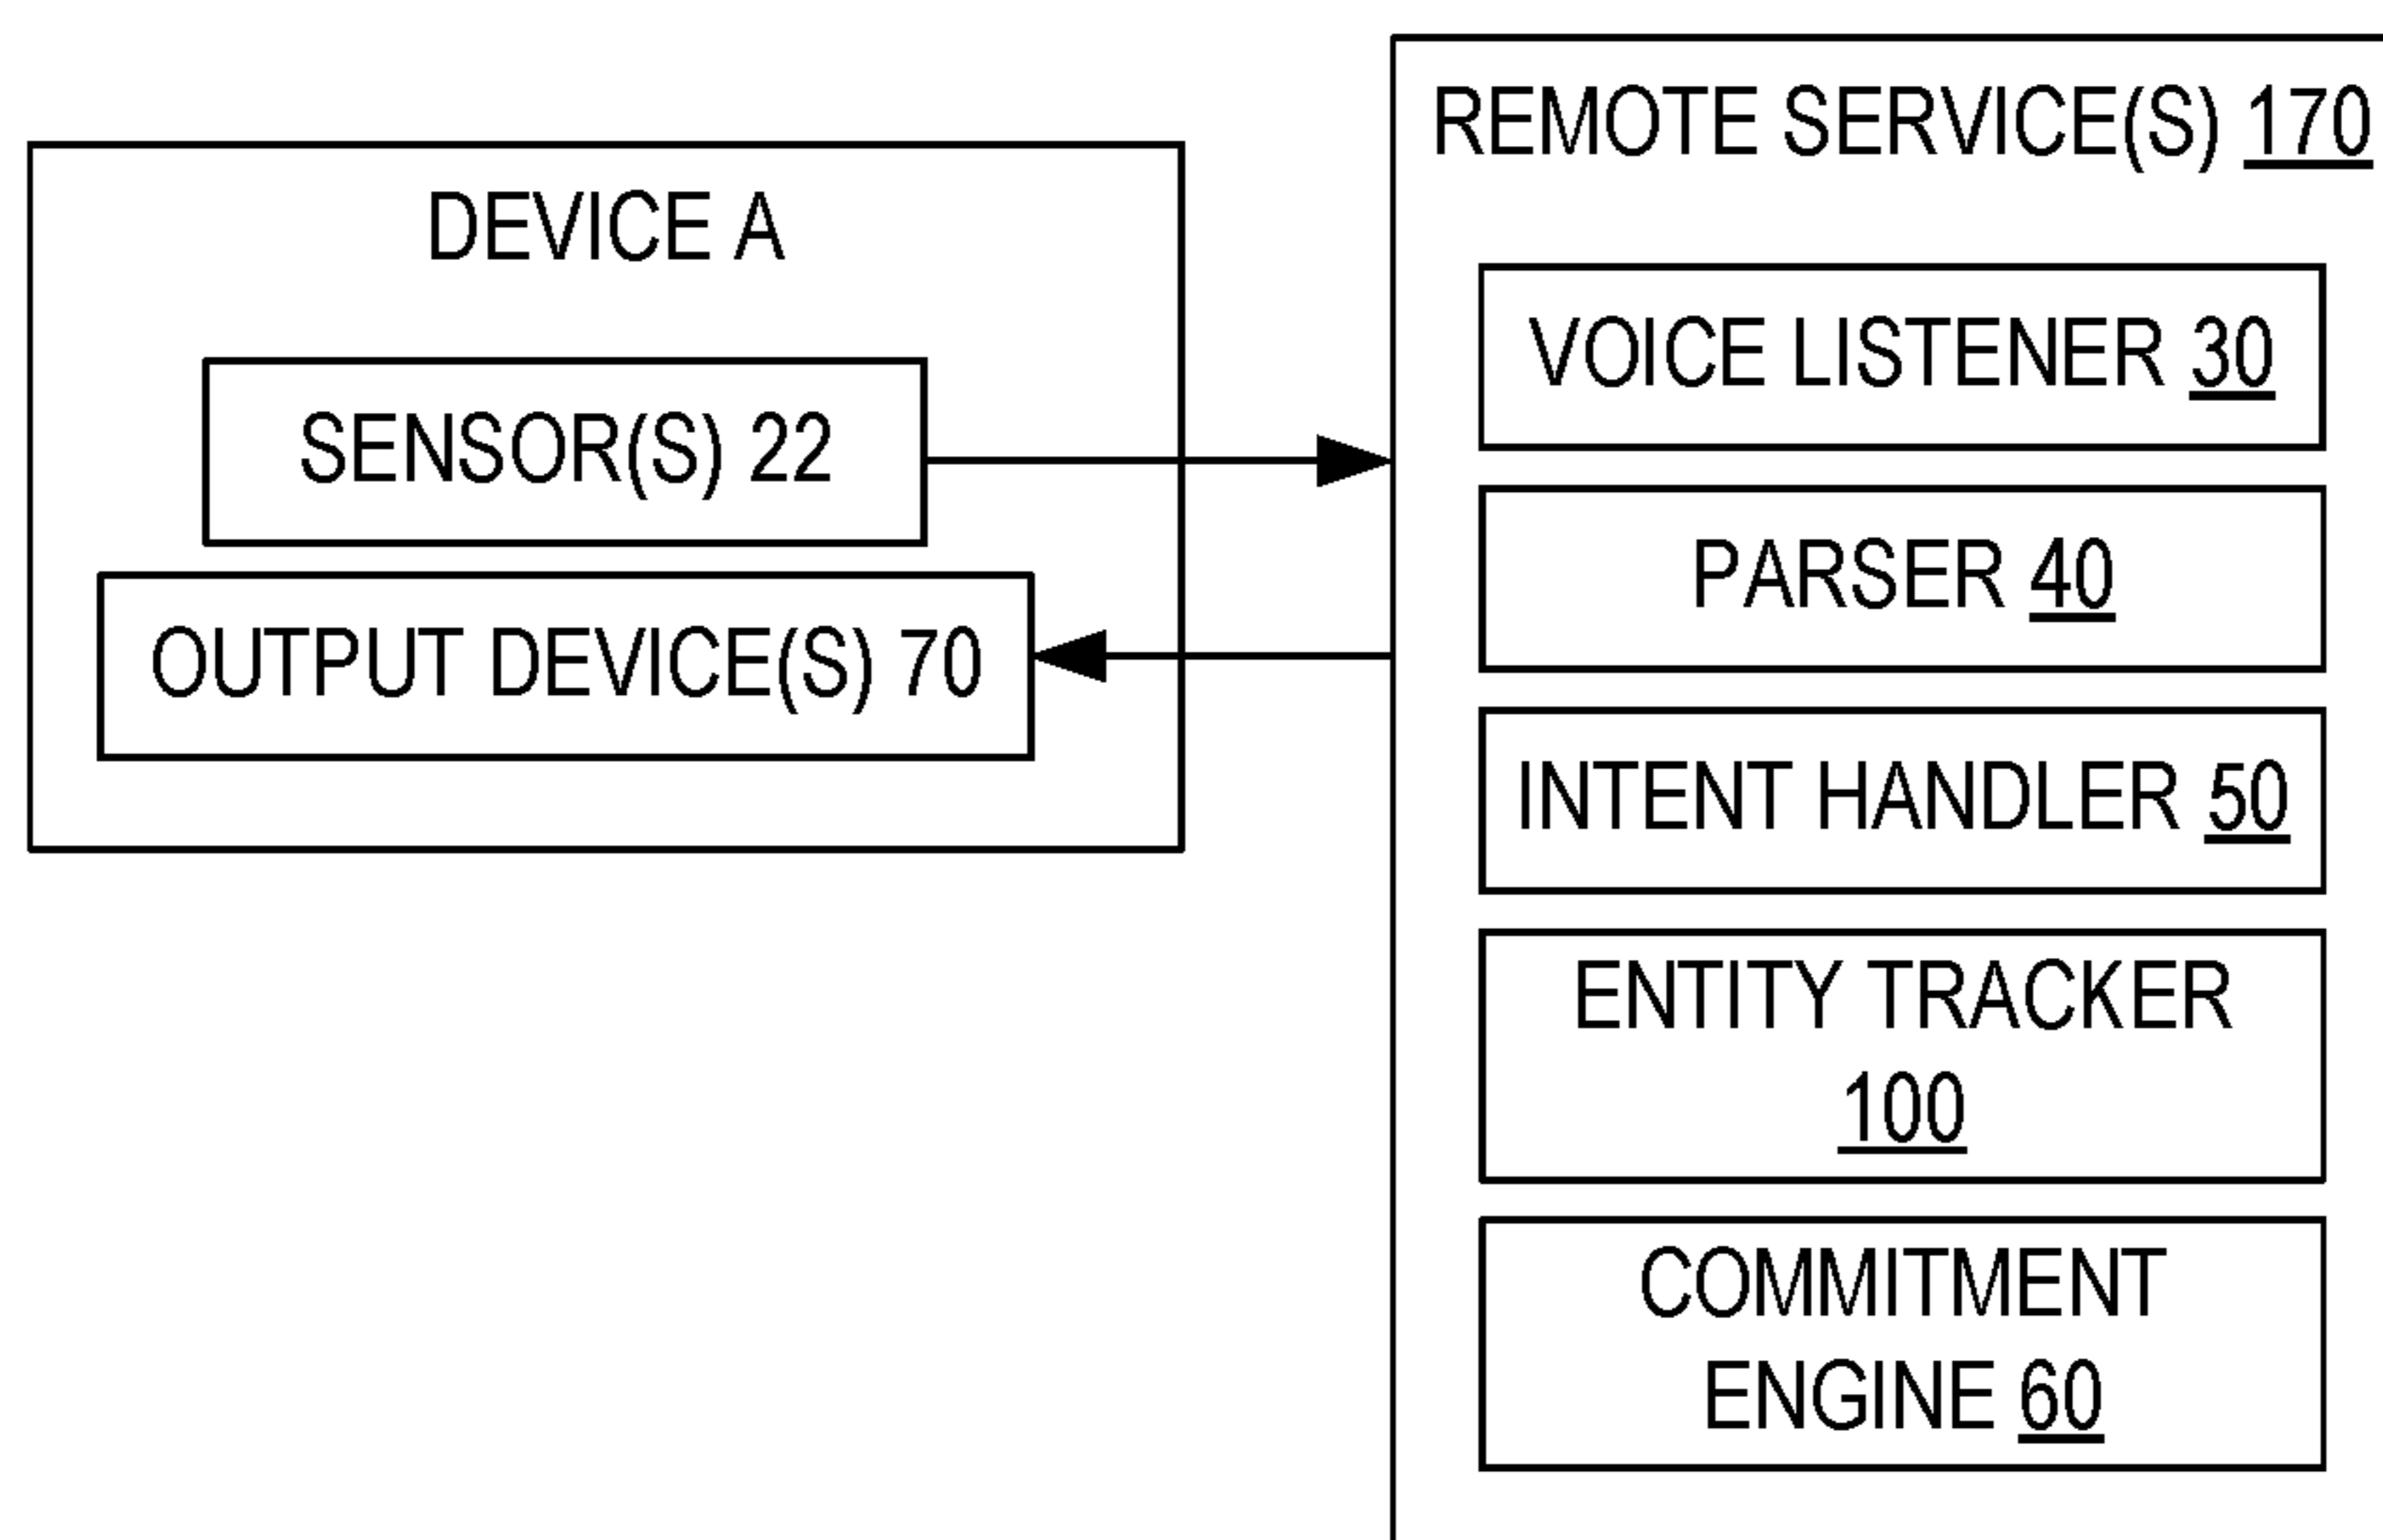 DEVICE A
SENSOR(S) 22
OUTPUT DEVICE(S) 70
REMOTE SERVICE(S) 170
VOICE LISTENER 30
PARSER 40
INTENT HANDLER 50
ENTITY TRACKER
100
COMMITMENT
ENGINE 60